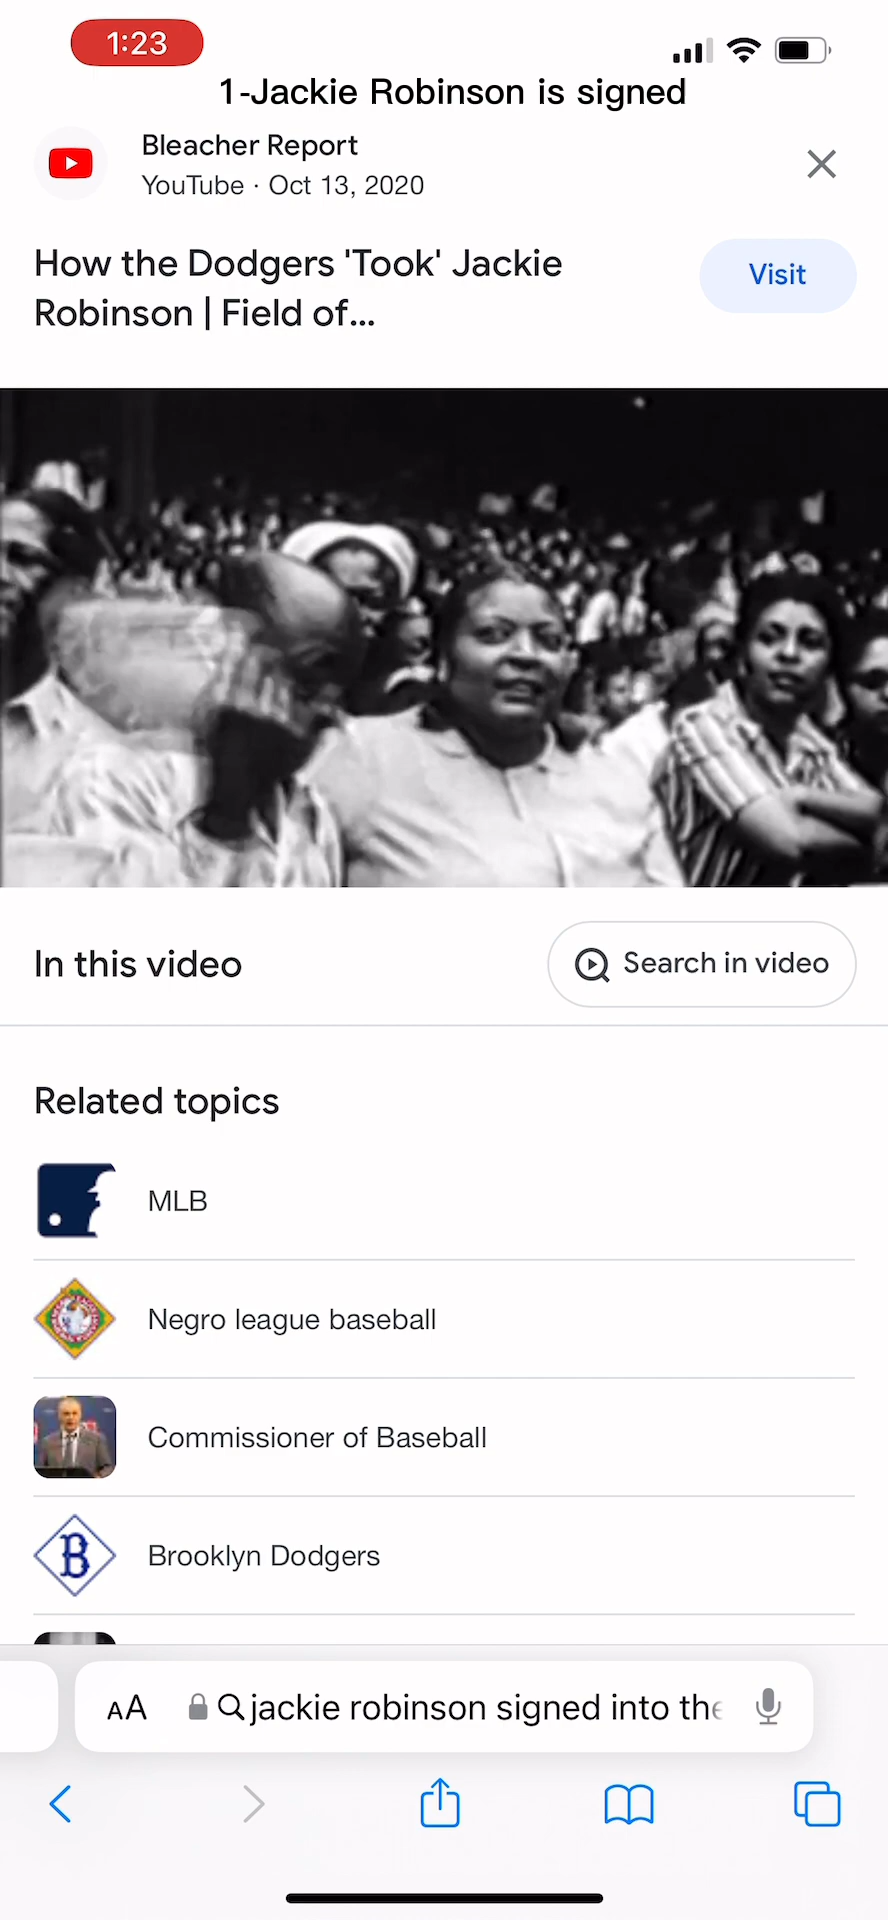 1:23
1-Jackie Robinson is signed
Bleacher Report
YouTube · Oct 13, 2020
How the Dodgers 'Took' Jackie
Robinson | Field of...
Visit
In this video
Search in video
Related topics
MLB
Negro league baseball
Commissioner of Baseball
B
Brooklyn Dodgers
AA
jackie robinson signed into the